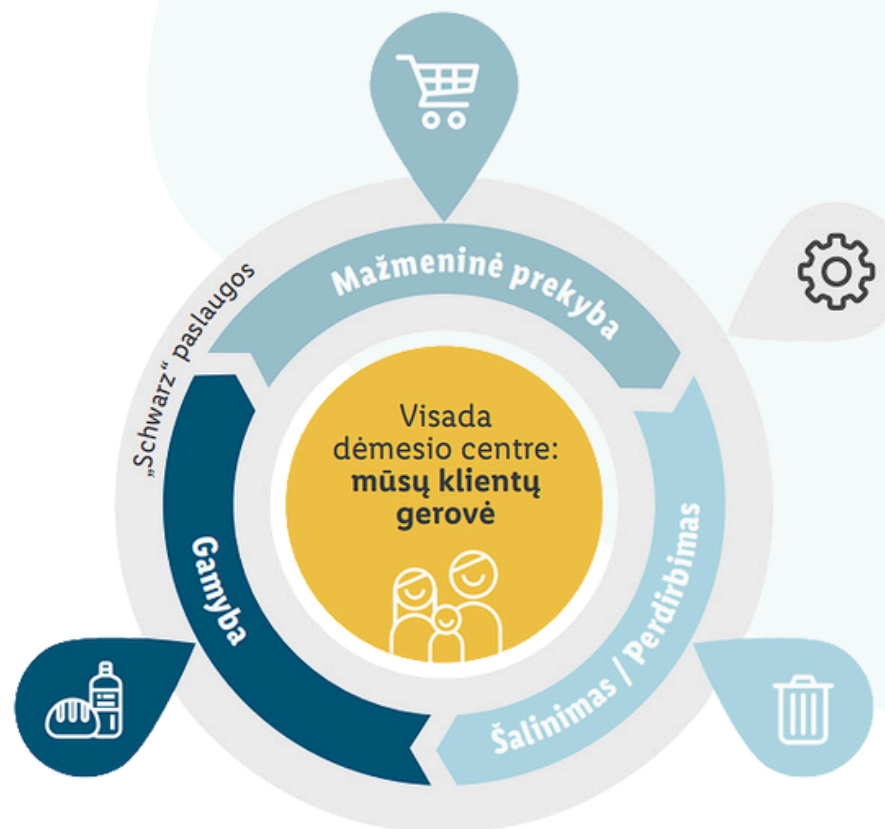 Mažmeninė prekyba
„Schwarz“ paslaugos
Visada
dėmesio centre:
mūsų klientų
gerovė
Gamyba
Šalinimas / Perdirbimas